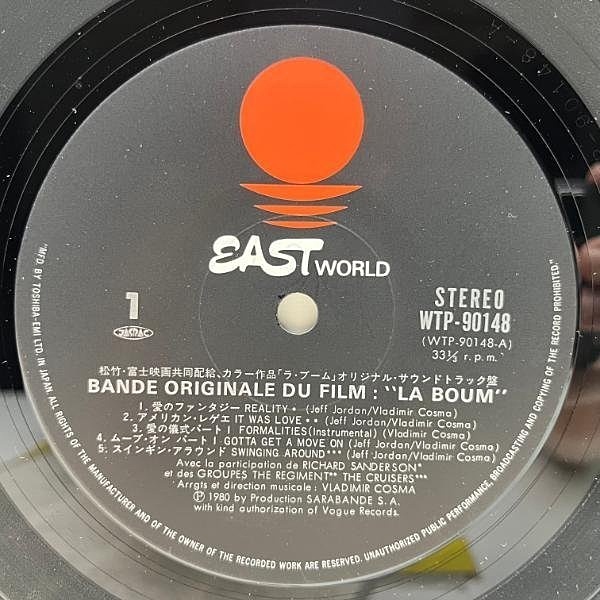 EAST WORLD
1
JASRAC
STEREO
WTP-90148
(WTP-90148-A)
33⅓ r.p.m.
松竹・富士映画共同配給、カラー作品「ラ・ブーム」オリジナル・サウンドトラック盤
BANDE ORIGINALE DU FILM : "LA BOUM"
1. 愛のファンタジー REALITY * (Jeff Jordan/Vladimir Cosma)
2. アメリカン・レゲエ IT WAS LOVE ** (Jeff Jordan/Vladimir Cosma)
3. 愛の儀式パートI FORMALITIES (Instrumental) (Vladimir Cosma)
4. ムーブ・オン パートI GOTTA GET A MOVE ON (Jeff Jordan/Vladimir Cosma)
5. スインギン・アラウンド SWINGING AROUND*** (Jeff Jordan/Vladimir Cosma)
Avec la participation de RICHARD SANDERSON*
et des GROUPES THE REGIMENT** THE CRUISERS***
Arrgts et direction musicale : VLADIMIR COSMA
Ⓟ 1980 by Production SARABANDE S.A.
with kind authorization of Vogue Records.
"MFD. BY TOSHIBA EMI LTD. IN JAPAN ALL RIGHTS OF THE MANUFACTURER AND OF THE OWNER OF THE RECORDED WORK ARE RESERVED. UNAUTHORIZED PUBLIC PERFORMANCE, BROADCASTING AND COPYING OF THIS RECORD PROHIBITED."